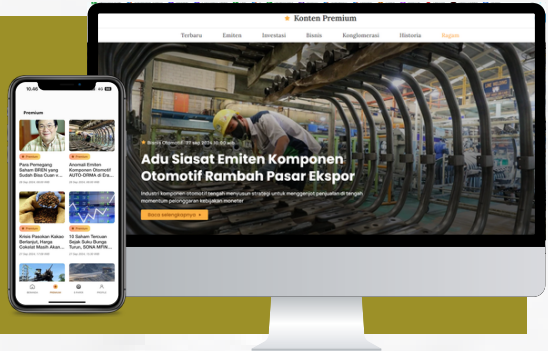 Konten Premium
Terbaru Emiten Investasi Bisnis Konglomerasi Historia Ragam
Adu Siasat Emiten Komponen
Otomotif Rambah Pasar Ekspor
Industri komponen otomotif tengah menyusun strategi untuk menggenjot penjualan di tengah
momentum pelonggaran kebijakan moneter
Baca selengkapnya
10.46
Premium
Para Pemegang
Saham BREN yang
Sudah Bisa Cuan
Anomali Emiten
Komponen Otomotif
AUTO-DRMA di Era...
Krisis Pasokan Kakao
Berlanjut, Harga
Cokelat Masih Akan...
10 Saham Tercuan
Sejak Suku Bunga
Turun, SONA MFIN...